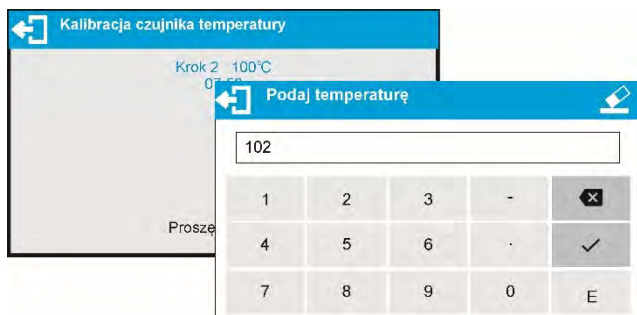 Kalibracja czujnika temperatury
Krok 2 100°C
Podaj temperaturę
102
1 2 3 -
4 5 6 .
7 8 9 0 E
Proszę